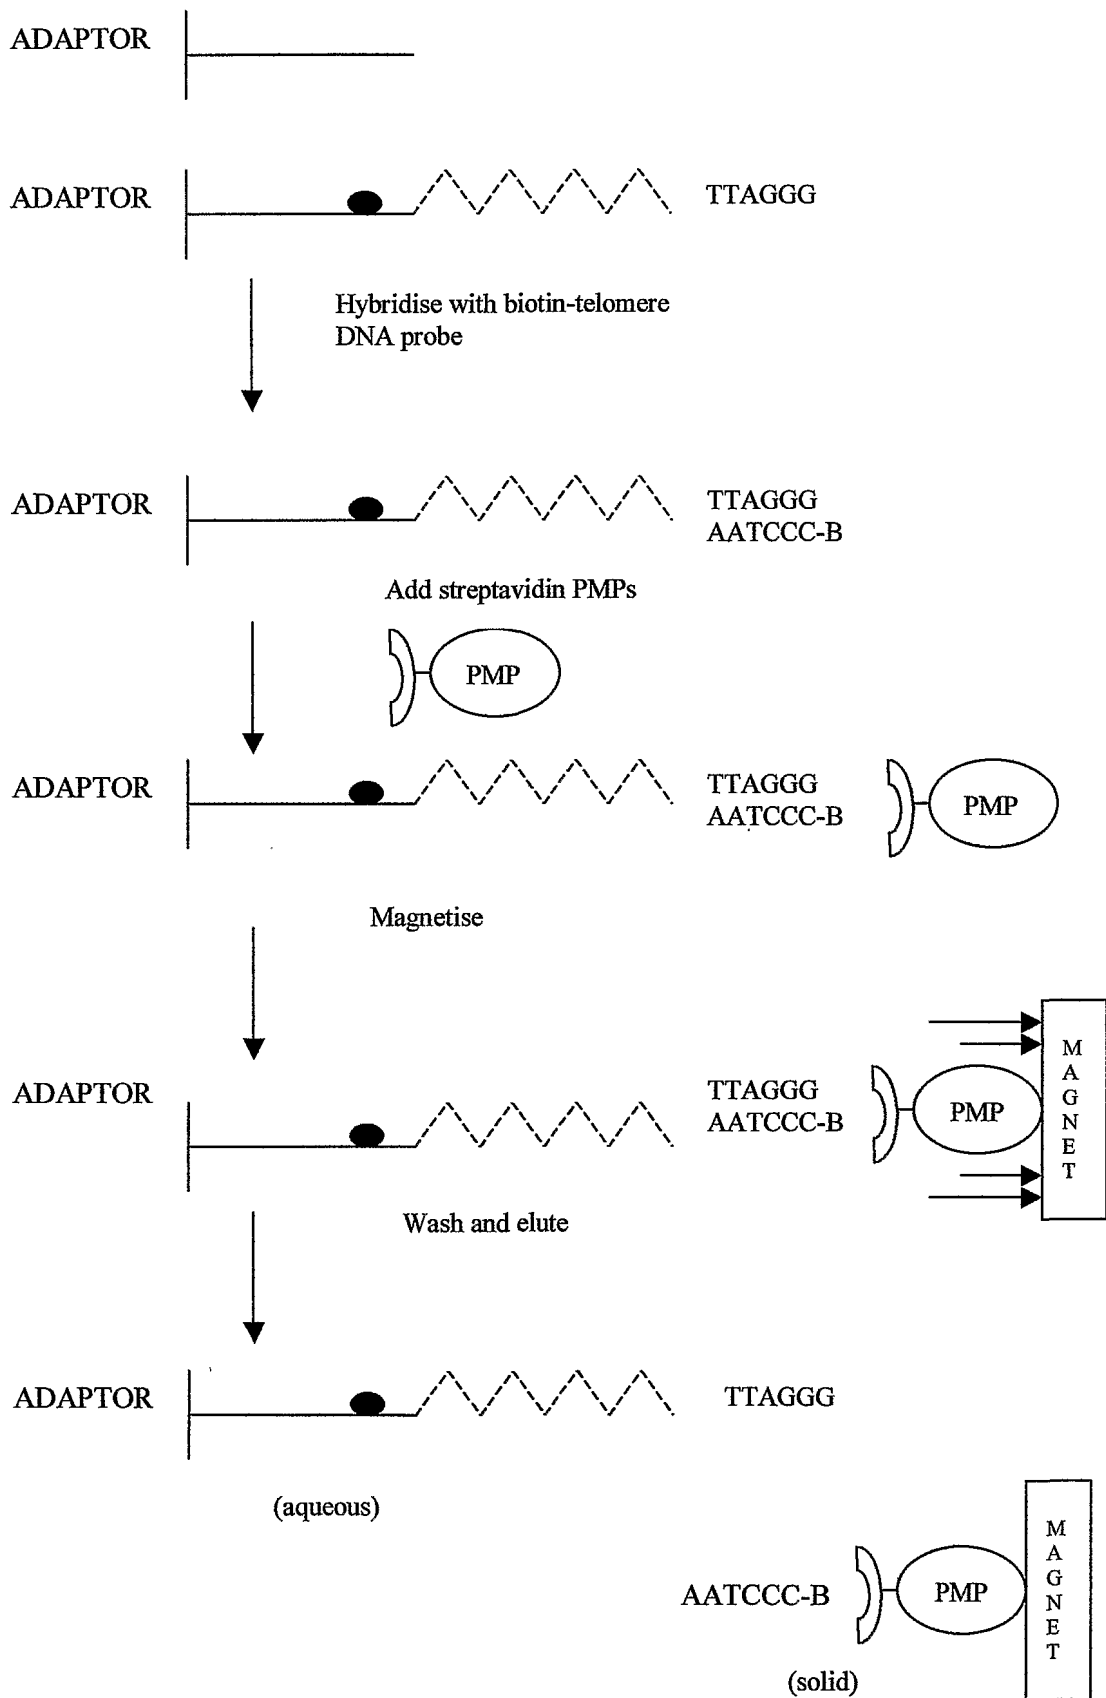 ADAPTOR
ADAPTOR
TTAGGG
Hybridise with biotin-telomere
DNA probe
ADAPTOR
TTAGGG
AATCCC-B
Add streptavidin PMPs
PMP
ADAPTOR
TTAGGG
AATCCC-B
PMP
Magnetise
ADAPTOR
TTAGGG
AATCCC-B
PMP
MAGNET
Wash and elute
ADAPTOR
TTAGGG
(aqueous)
AATCCC-B
PMP
MAGNET
(solid)